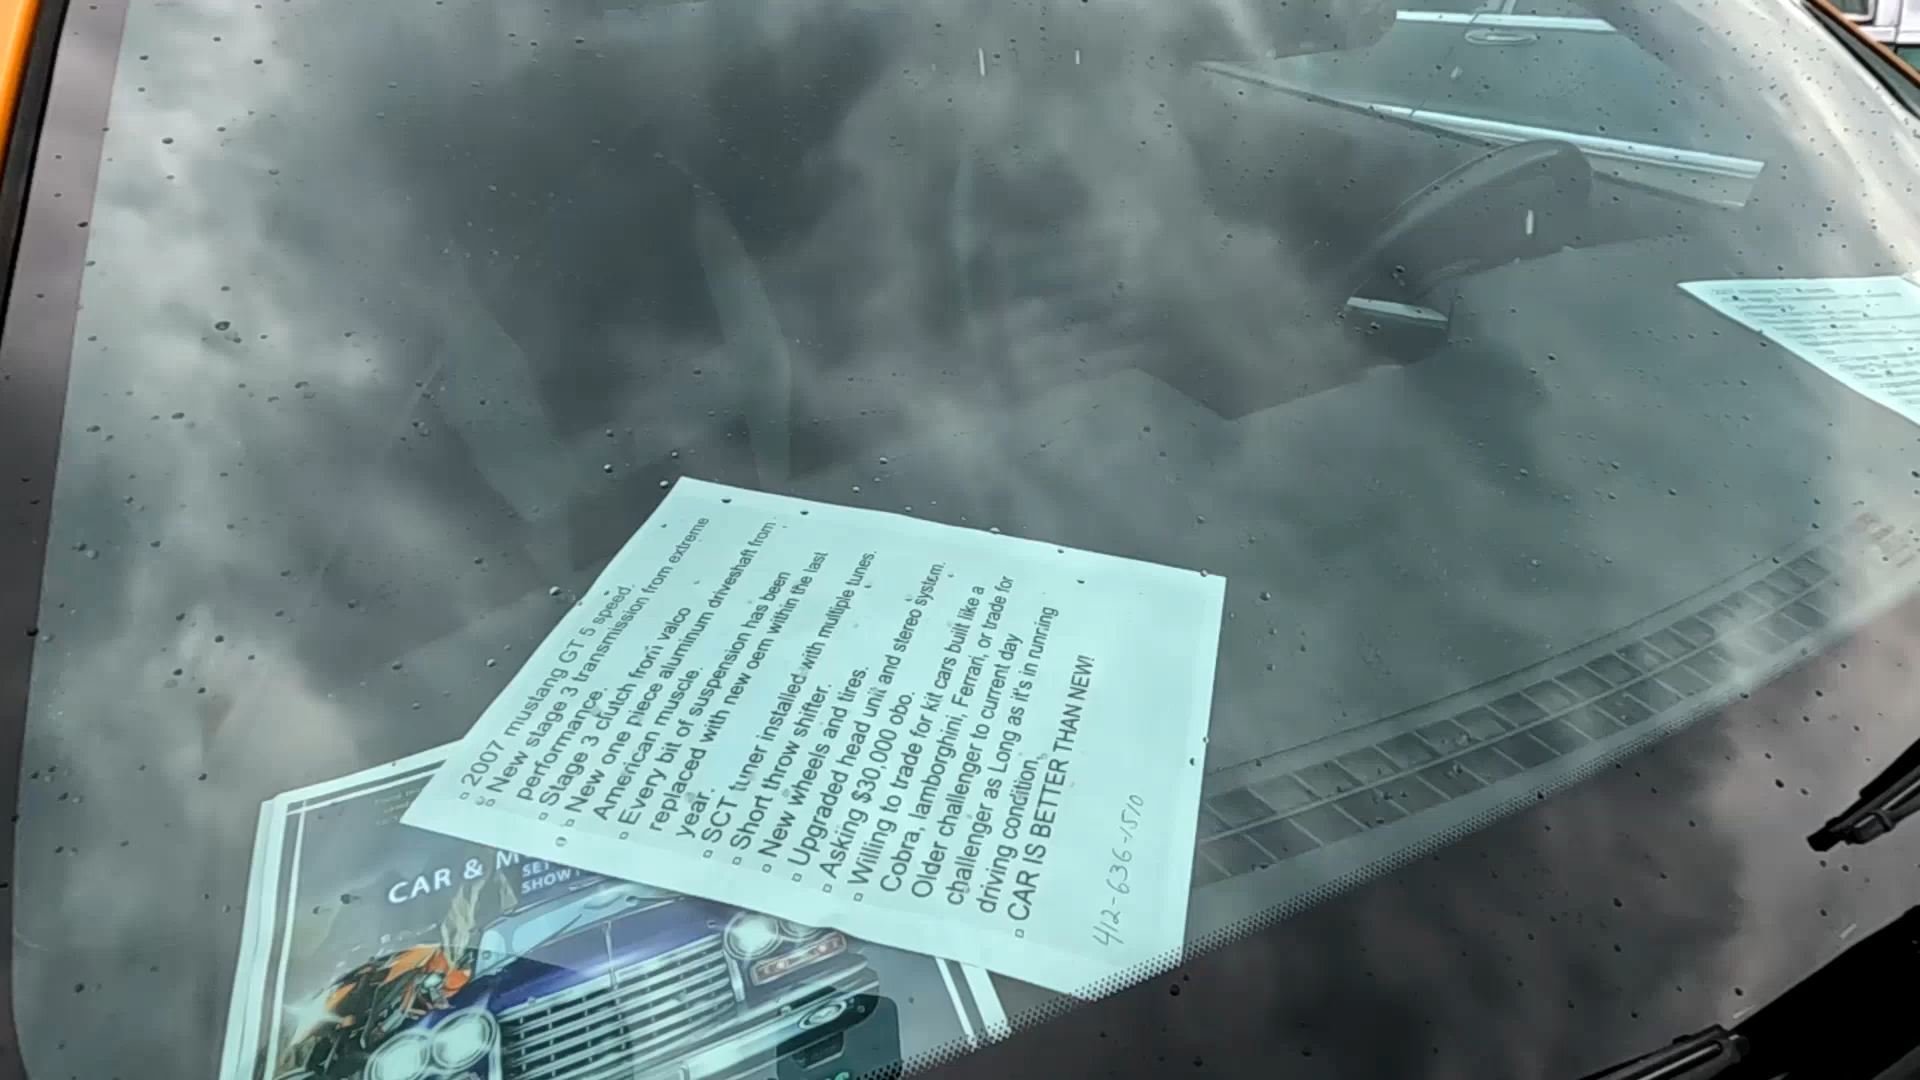 2007 mustang GT 5 speed.
New stage 3 transmission from extreme
performance.
Stage 3 clutch from valco
New one piece aluminum driveshaft from
American muscle.
Every bit of suspension has been
replaced with new oem within the last
year.
SCT tuner installed with multiple tunes.
Short throw shifter.
New wheels and tires.
Upgraded head unit and stereo system.
Asking $30,000 obo.
Willing to trade for kit cars built like a
Cobra, lamborghini, Ferrari, or trade for
Older challenger to current day
challenger as Long as it's in running
driving condition.
CAR IS BETTER THAN NEW!
412-636-1510
CAR &
SHOW